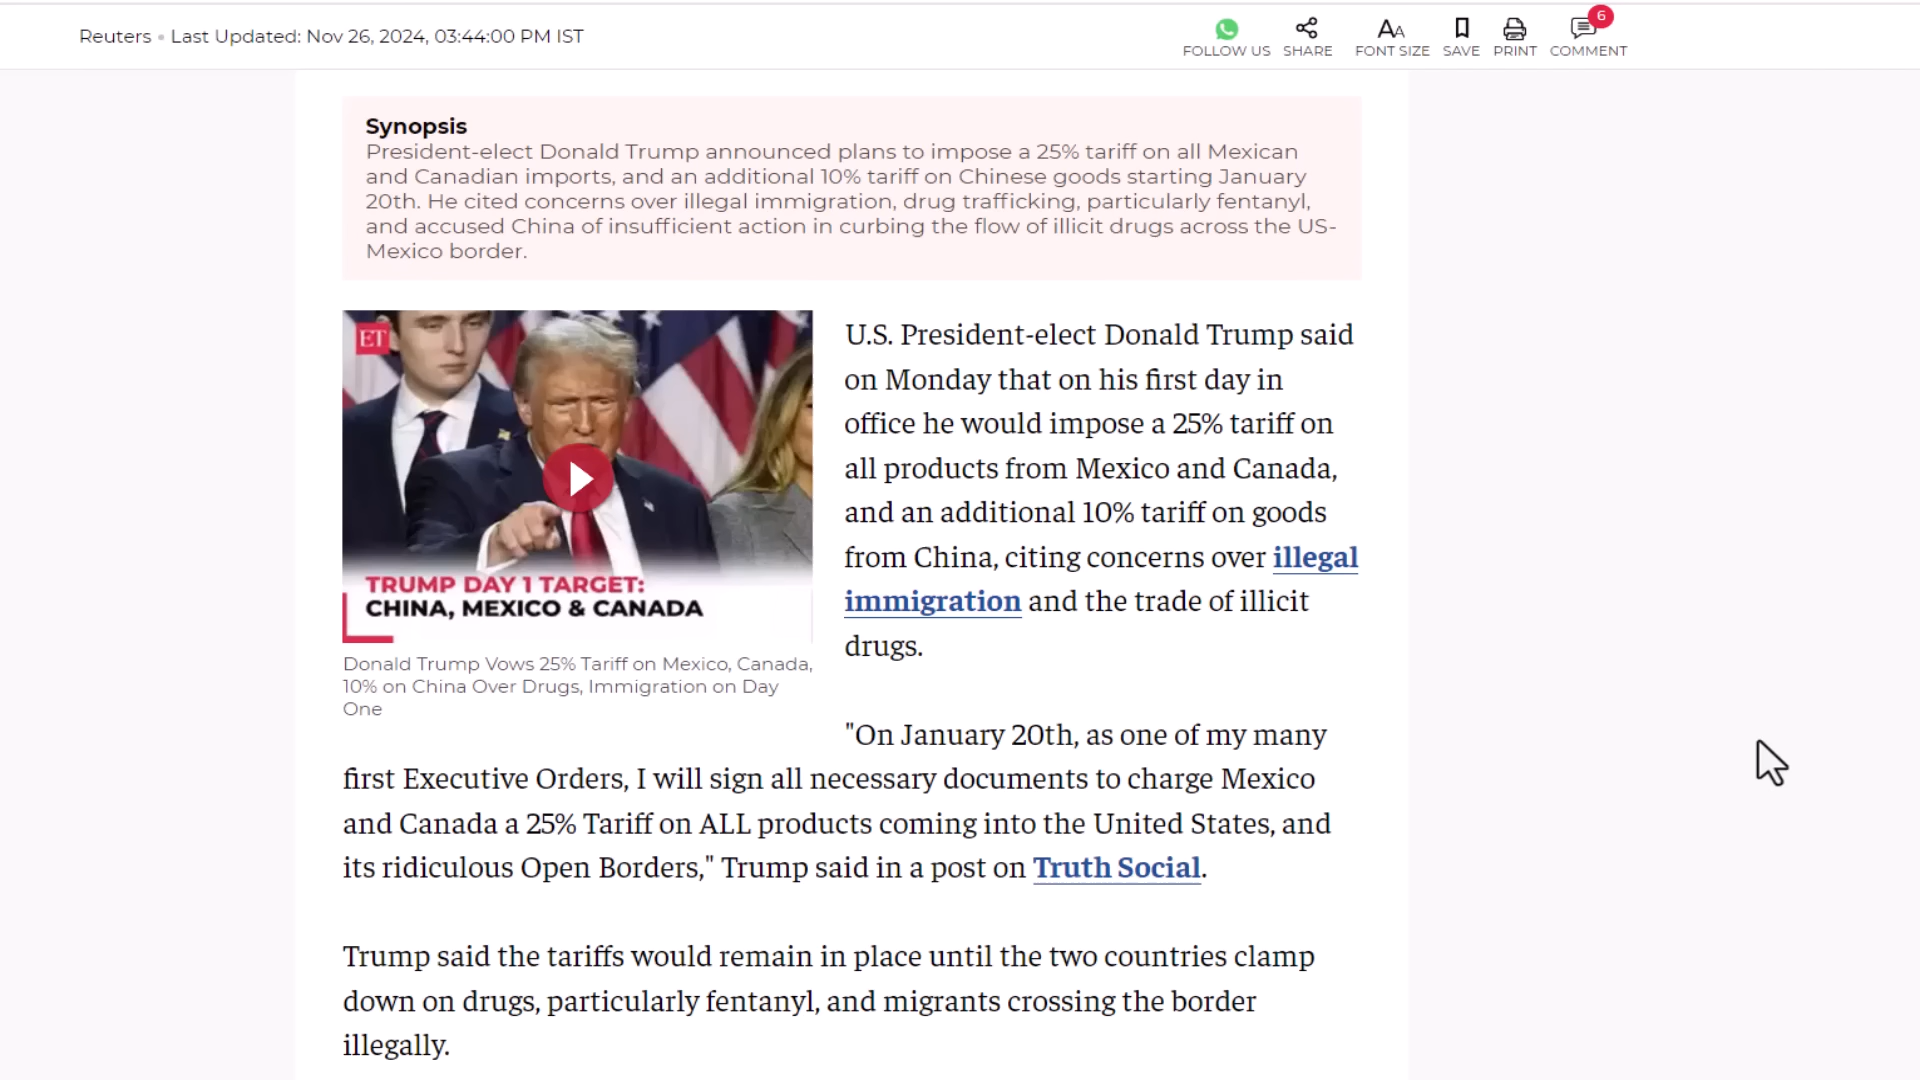 Reuters • Last Updated: Nov 26, 2024, 03:44:00 PM IST
FOLLOW US
SHARE
AA
FONT SIZE
SAVE
PRINT
6
COMMENT
Synopsis
President-elect Donald Trump announced plans to impose a 25% tariff on all Mexican
and Canadian imports, and an additional 10% tariff on Chinese goods starting January
20th. He cited concerns over illegal immigration, drug trafficking, particularly fentanyl,
and accused China of insufficient action in curbing the flow of illicit drugs across the US-
Mexico border.
ET
TRUMP DAY 1 TARGET:
CHINA, MEXICO & CANADA
Donald Trump Vows 25% Tariff on Mexico, Canada,
10% on China Over Drugs, Immigration on Day
One
U.S. President-elect Donald Trump said
on Monday that on his first day in
office he would impose a 25% tariff on
all products from Mexico and Canada,
and an additional 10% tariff on goods
from China, citing concerns over illegal
immigration and the trade of illicit
drugs.
"On January 20th, as one of my many
first Executive Orders, I will sign all necessary documents to charge Mexico
and Canada a 25% Tariff on ALL products coming into the United States, and
its ridiculous Open Borders," Trump said in a post on Truth Social.
Trump said the tariffs would remain in place until the two countries clamp
down on drugs, particularly fentanyl, and migrants crossing the border
illegally.